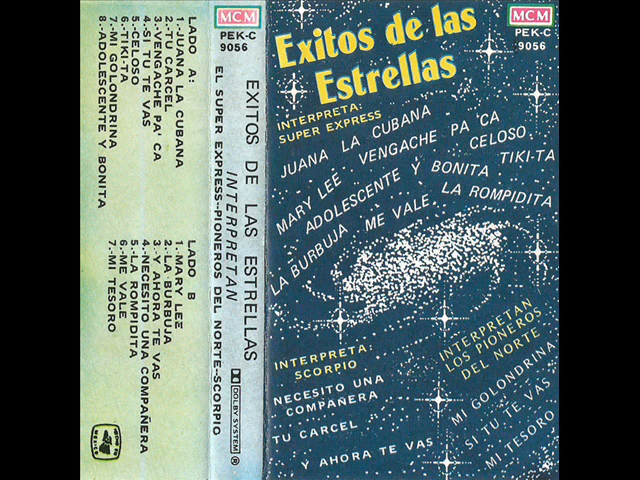 LADO A:
1.-JUANA LA CUBANA
2.-TU CARCEL
3.-VENGACHE PA' CA
4.-SI TU TE VAS
5.-CELOSO
6.-TIKI-TA
7.-MI GOLONDRINA
8.-ADOLESCENTE Y BONITA
LADO B
1.-MARY LEE
2.-LA BURBUJA
3.-Y AHORA TE VAS
4.-NECESITO UNA COMPAÑERA
5.-LA ROMPIDITA
6.-ME VALE
7.-MI TESORO
HECHO EN
MEXICO
MCM
PEK-C
9056
EXITOS DE LAS ESTRELLAS
INTERPRETAN
EL SUPER EXPRESS--PIONEROS DEL NORTE--SCORPIO
DOLBY SYSTEM ®
MCM
PEK-C
9056
Exitos de las
Estrellas
INTERPRETA:
SUPER EXPRESS
JUANA LA CUBANA
MARY LEE VENGACHE PA 'CA
CELOSO
ADOLESCENTE Y BONITA TIKI-TA
LA BURBUJA ME VALE LA ROMPIDITA
INTERPRETA:
SCORPIO
NECESITO UNA
COMPAÑERA
TU CARCEL
Y AHORA TE VAS
INTERPRETAN
LOS PIONEROS
DEL NORTE
MI GOLONDRINA
SI TU TE VAS
MI TESORO